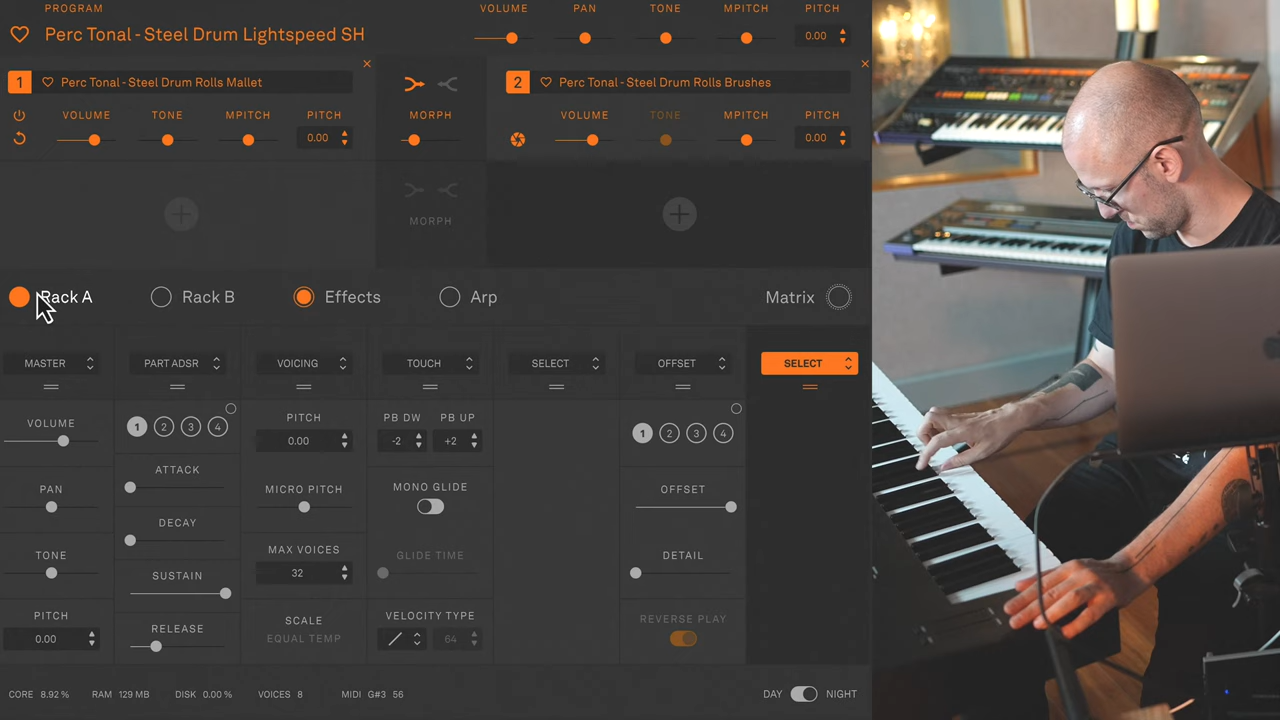 PROGRAM
Perc Tonal - Steel Drum Lightspeed SH
VOLUME PAN TONE MPITCH PITCH
0.00
1 Perc Tonal - Steel Drum Rolls Mallet
VOLUME TONE MPITCH PITCH
0.00
MORPH
2 Perc Tonal - Steel Drum Rolls Brushes
VOLUME TONE MPITCH PITCH
0.00
MORPH
Rack A Rack B Effects Arp Matrix
MASTER PART ADSR VOICING TOUCH SELECT OFFSET SELECT
VOLUME
PAN
TONE
PITCH
0.00
1 2 3 4
ATTACK
DECAY
SUSTAIN
RELEASE
PITCH
0.00
MICRO PITCH
MAX VOICES
32
SCALE
EQUAL TEMP
PB DW PB UP
-2 +2
MONO GLIDE
GLIDE TIME
VELOCITY TYPE
64
1 2 3 4
OFFSET
DETAIL
REVERSE PLAY
CORE 8.92 % RAM 129 MB DISK 0.00 % VOICES 8 MIDI G#3 56
DAY NIGHT